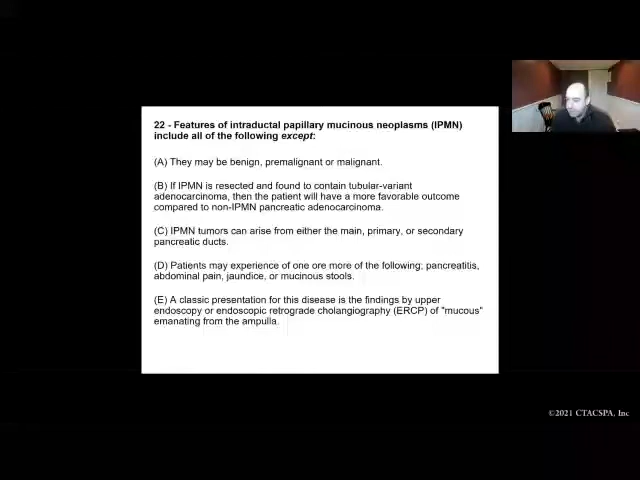 22 - Features of intraductal papillary mucinous neoplasms (IPMN)
include all of the following except:
(A) They may be benign, premalignant or malignant.
(B) If IPMN is resected and found to contain tubular-variant
adenocarcinoma, then the patient will have a more favorable outcome
compared to non-IPMN pancreatic adenocarcinoma.
(C) IPMN tumors can arise from either the main, primary, or secondary
pancreatic ducts.
(D) Patients may experience of one ore more of the following; pancreatitis,
abdominal pain, jaundice, or mucinous stools.
(E) A classic presentation for this disease is the findings by upper
endoscopy or endoscopic retrograde cholangiography (ERCP) of "mucous"
emanating from the ampulla.
©2021 CTACSPA, Inc